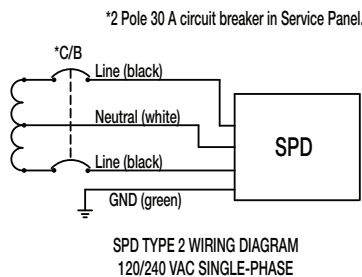 *2 Pole 30 A circuit breaker in Service Panel.
*C/B
Line (black)
Neutral (white)
SPD
Line (black)
GND (green)
SPD TYPE 2 WIRING DIAGRAM
120/240 VAC SINGLE-PHASE